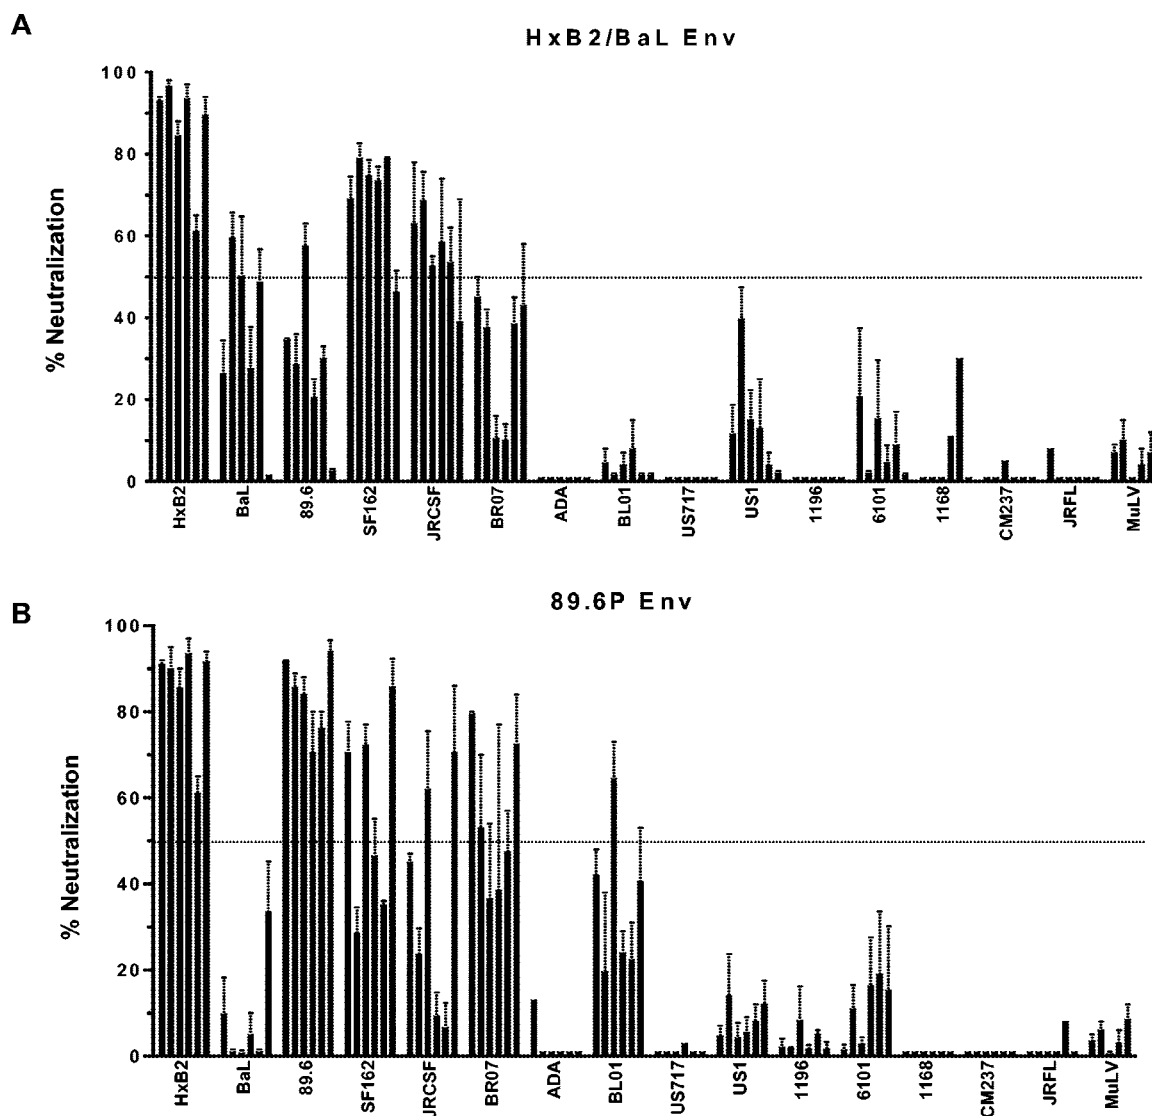 A
HxB2/BaL Env
% Neutralization
100
80
60
40
20
0
HxB2
BaL
89.6
SF162
JRCSF
BR07
ADA
BL01
US717
US1
1196
6101
1168
CM237
JRFL
MuLV
B
89.6P Env
% Neutralization
100
80
60
40
20
0
HxB2
BaL
89.6
SF162
JRCSF
BR07
ADA
BL01
US717
US1
1196
6101
1168
CM237
JRFL
MuLV